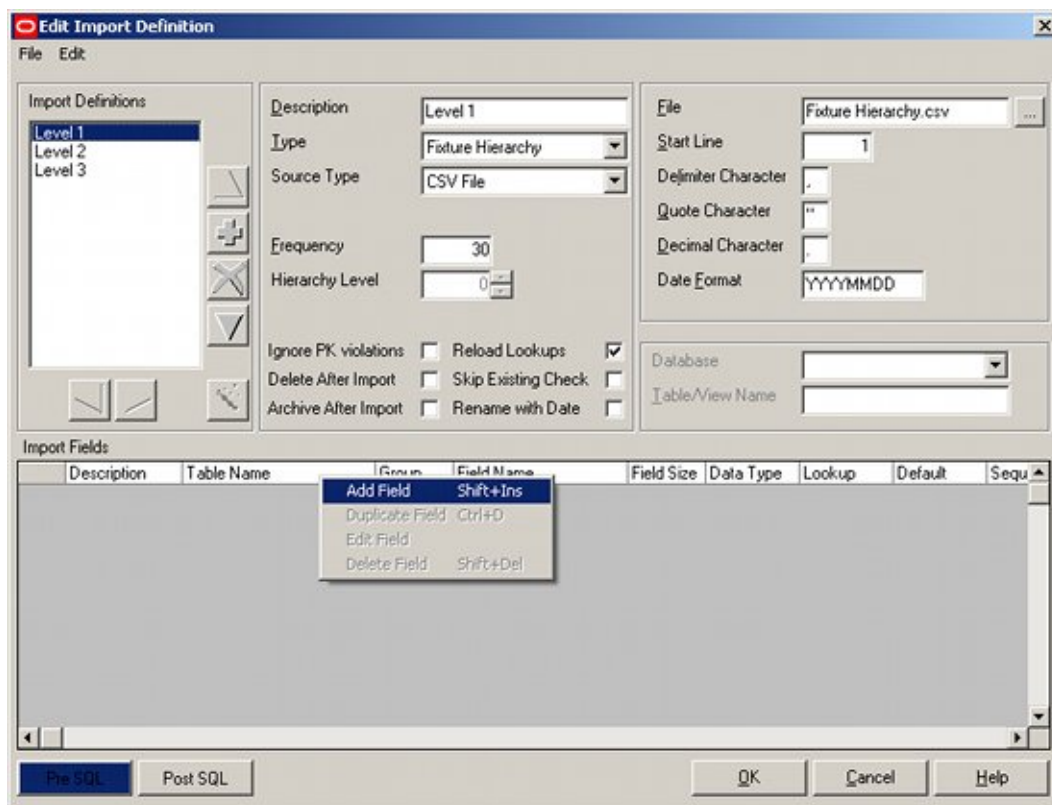 Edit Import Definition
File Edit
Import Definitions
Level 1
Level 2
Level 3
Description Level 1
Type Fixture Hierarchy
Source Type CSV File
Frequency 30
Hierarchy Level 0
Ignore PK violations Reload Lookups
Delete After Import Skip Existing Check
Archive After Import Rename with Date
File Fixture Hierarchy.csv ...
Start Line 1
Delimiter Character ,
Quote Character "
Decimal Character .
Date Format YYYYMMDD
Database
Table/View Name
Import Fields
Description Table Name Group Field Name Field Size Data Type Lookup Default Sequ
Add Field Shift+Ins
Duplicate Field Ctrl+D
Edit Field
Delete Field Shift+Del
Pre SQL Post SQL OK Cancel Help